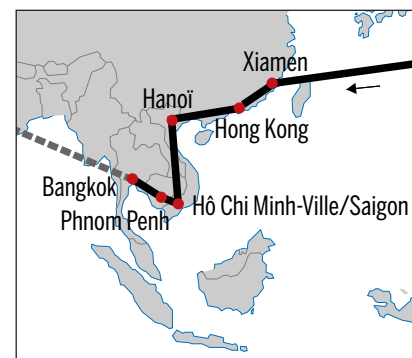 Xiamen
Hanoï
Hong Kong
Bangkok
Hô Chi Minh-Ville/Saigon
Phnom Penh